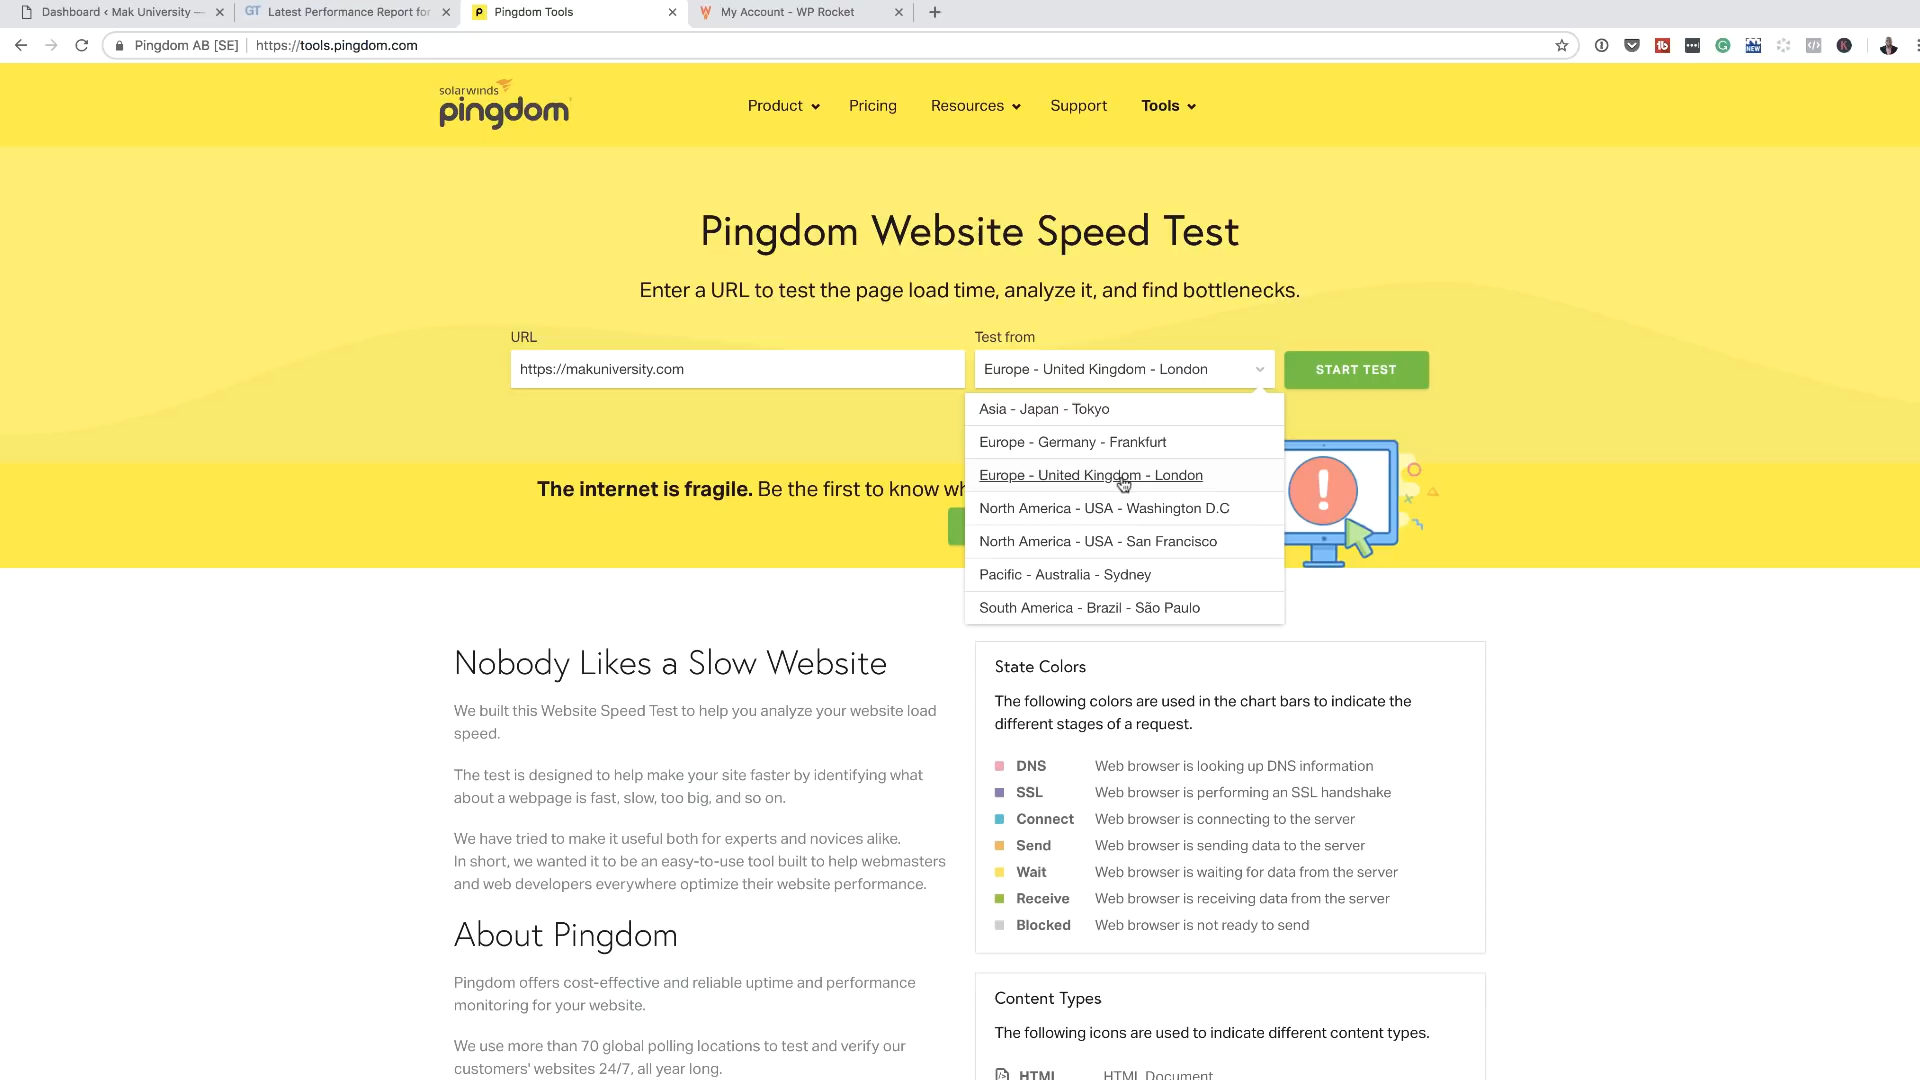 Dashboard ‹ Mak University —
GT Latest Performance Report for
Pingdom Tools
My Account - WP Rocket
Pingdom AB [SE]
https://tools.pingdom.com
solarwinds
pingdom
Product
Pricing
Resources
Support
Tools
Pingdom Website Speed Test
Enter a URL to test the page load time, analyze it, and find bottlenecks.
URL
Test from
https://makuniversity.com
Europe - United Kingdom - London
START TEST
Asia - Japan - Tokyo
Europe - Germany - Frankfurt
Europe - United Kingdom - London
North America - USA - Washington D.C
North America - USA - San Francisco
Pacific - Australia - Sydney
South America - Brazil - São Paulo
The internet is fragile. Be the first to know wh
Nobody Likes a Slow Website
We built this Website Speed Test to help you analyze your website load
speed.
The test is designed to help make your site faster by identifying what
about a webpage is fast, slow, too big, and so on.
We have tried to make it useful both for experts and novices alike.
In short, we wanted it to be an easy-to-use tool built to help webmasters
and web developers everywhere optimize their website performance.
About Pingdom
Pingdom offers cost-effective and reliable uptime and performance
monitoring for your website.
We use more than 70 global polling locations to test and verify our
customers' websites 24/7, all year long.
State Colors
The following colors are used in the chart bars to indicate the
different stages of a request.
DNS Web browser is looking up DNS information
SSL Web browser is performing an SSL handshake
Connect Web browser is connecting to the server
Send Web browser is sending data to the server
Wait Web browser is waiting for data from the server
Receive Web browser is receiving data from the server
Blocked Web browser is not ready to send
Content Types
The following icons are used to indicate different content types.
HTML HTML Document